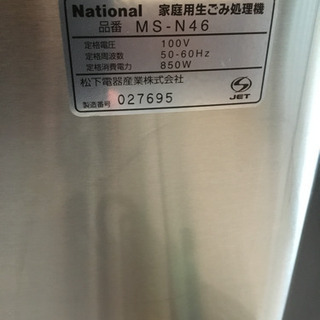 National 家庭用生ごみ処理機
品番 MS-N46
定格電圧 100V
定格周波数 50-60Hz
定格消費電力 850W
松下電器産業株式会社
製造番号 027695
JET